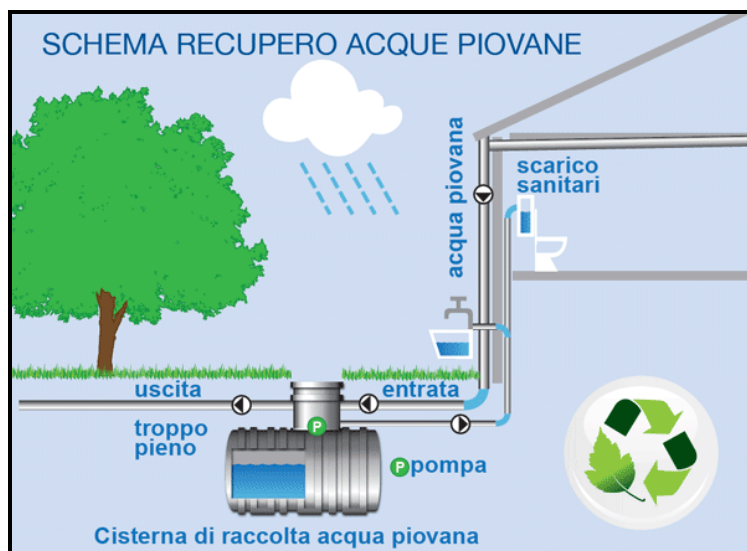 SCHEMA RECUPERO ACQUE PIOVANE
acqua piovana
scarico
sanitari
uscita
entrata
troppo
pieno
P
P pompa
Cisterna di raccolta acqua piovana